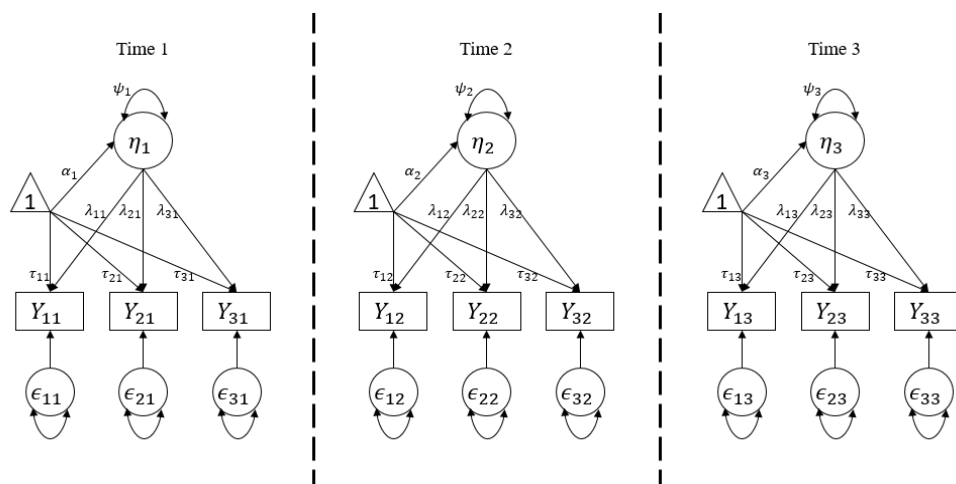 Time 1 Time 2 Time 3
ψ₁ ψ₂ ψ₃
η₁ η₂ η₃
α₁ α₂ α₃
1 1 1
λ₁₁ λ₂₁ λ₃₁ λ₁₂ λ₂₂ λ₃₂ λ₁₃ λ₂₃ λ₃₃
τ₁₁ τ₂₁ τ₃₁ τ₁₂ τ₂₂ τ₃₂ τ₁₃ τ₂₃ τ₃₃
Y₁₁ Y₂₁ Y₃₁ Y₁₂ Y₂₂ Y₃₂ Y₁₃ Y₂₃ Y₃₃
ϵ₁₁ ϵ₂₁ ϵ₃₁ ϵ₁₂ ϵ₂₂ ϵ₃₂ ϵ₁₃ ϵ₂₃ ϵ₃₃